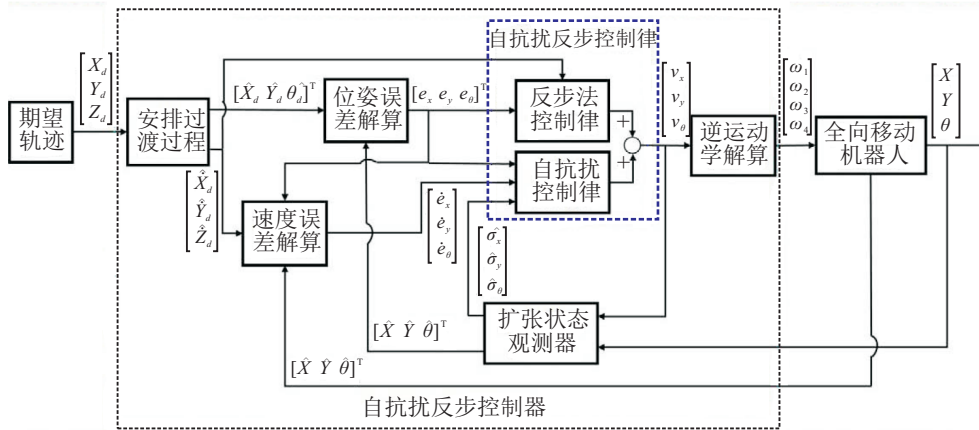 自抗扰反步控制律
期望
轨迹
[X_d
Y_d
Z_d]
安排过
渡过程
[X̂_d Ŷ_d θ̂_d]^T
位姿误
差解算
[e_x e_y e_θ]^T
反步法
控制律
+
+
自抗扰
控制律
[v_x
v_y
v_θ]
逆运动
学解算
[ω_1
ω_2
ω_3
ω_4]
全向移动
机器人
[X
Y
θ]
速度误
差解算
[ė_x
ė_y
ė_θ]
[σ̂_x
σ̂_y
σ̂_θ]
扩张状态
观测器
[X̂ Ŷ θ̂]^T
[X̂ Ŷ θ̂]^T
自抗扰反步控制器